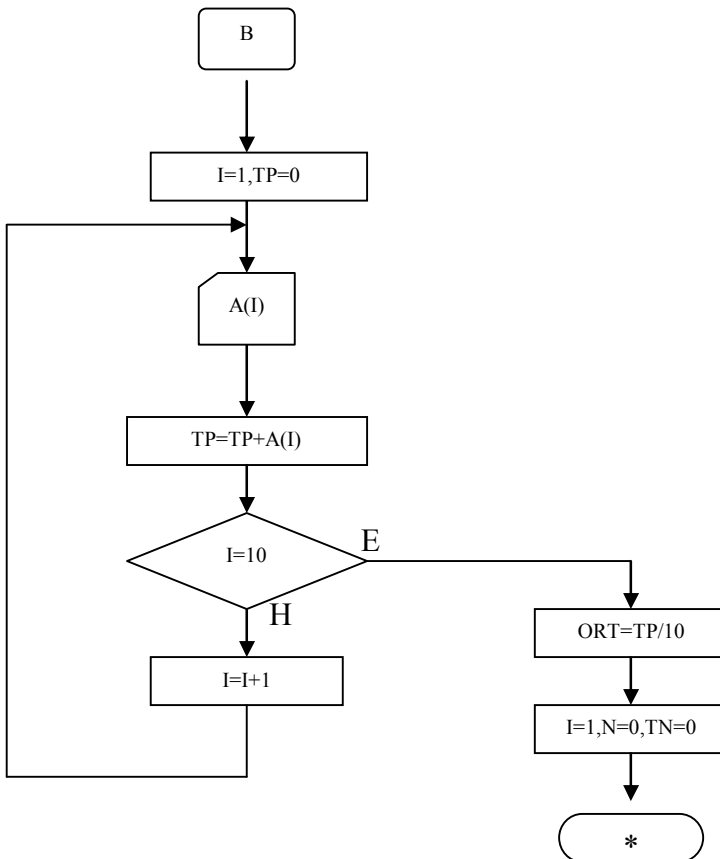 B
I=1,TP=0
A(I)
TP=TP+A(I)
I=10
E
H
I=I+1
ORT=TP/10
I=1,N=0,TN=0
*